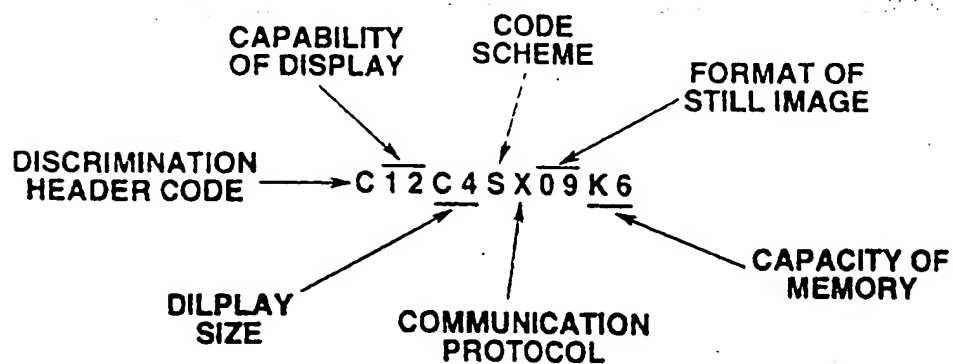 CAPABILITY
OF DISPLAY
CODE
SCHEME
FORMAT OF
STILL IMAGE
DISCRIMINATION
HEADER CODE
C12C4SX09K6
DILPLAY
SIZE
COMMUNICATION
PROTOCOL
CAPACITY OF
MEMORY